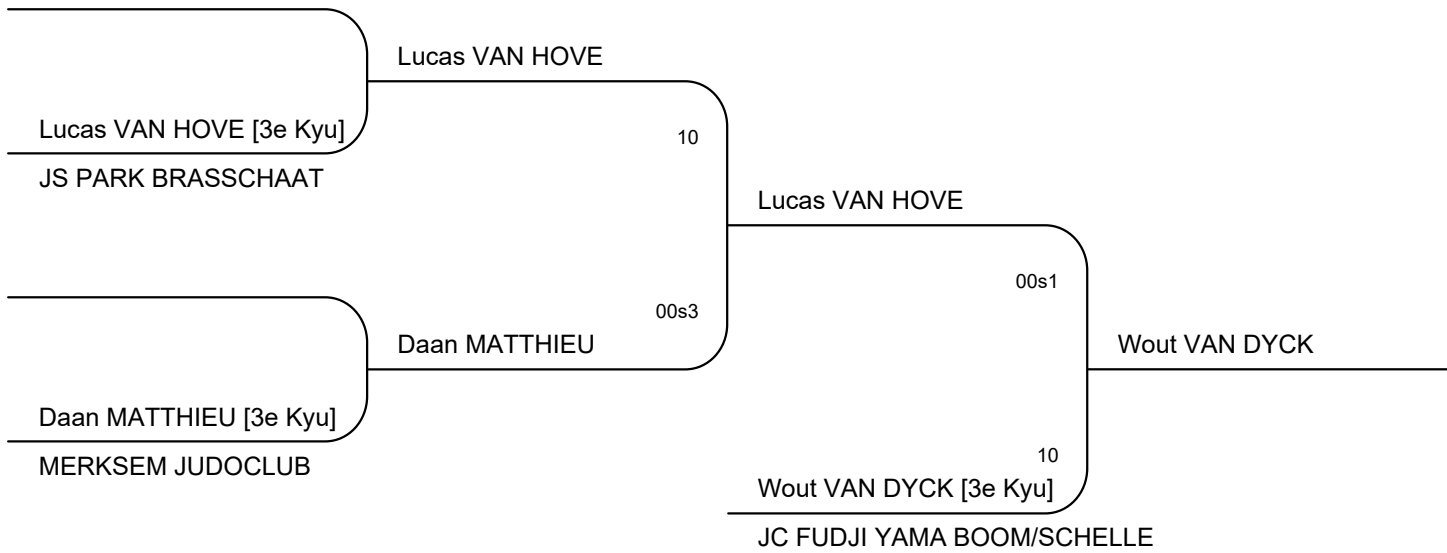 Lucas VAN HOVE
Lucas VAN HOVE [3e Kyu]
10
JS PARK BRASSCHAAT
Lucas VAN HOVE
00s1
00s3
Daan MATTHIEU
Wout VAN DYCK
Daan MATTHIEU [3e Kyu]
MERKSEM JUDOCLUB
10
Wout VAN DYCK [3e Kyu]
JC FUDJI YAMA BOOM/SCHELLE